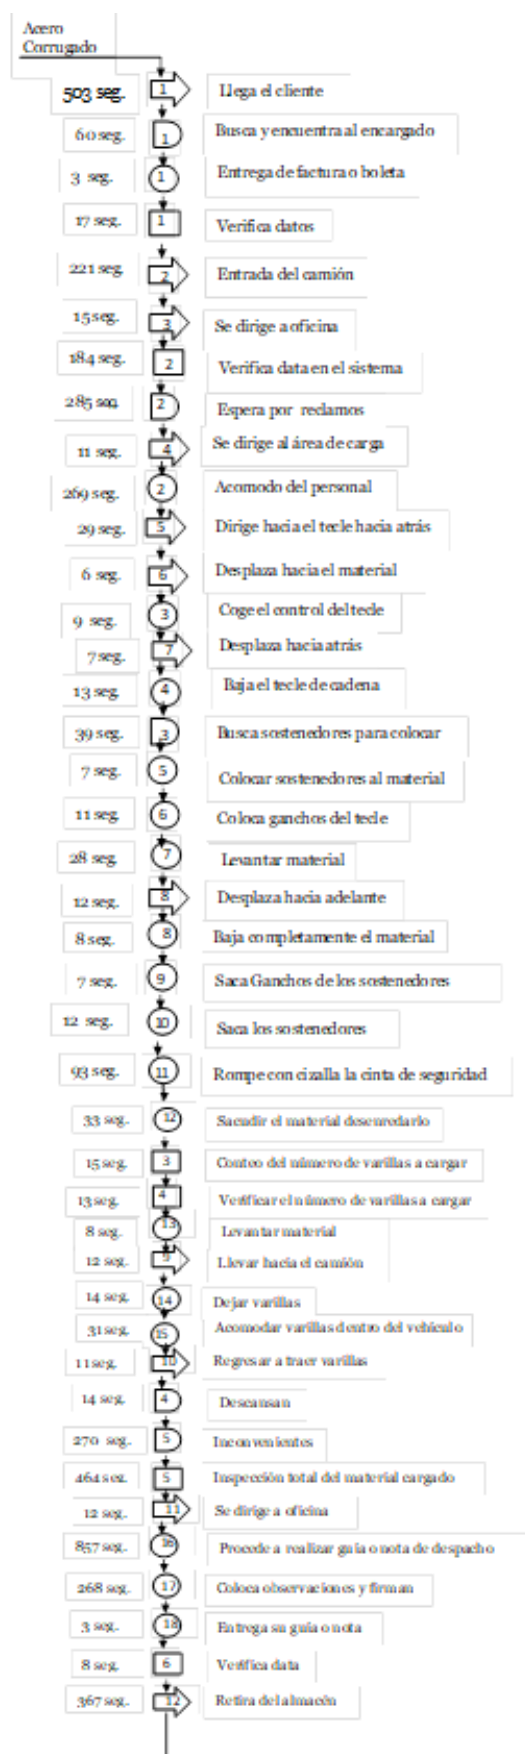 Acero
Corrugado
503 seg. 1 Llega el cliente
60 seg. 1 Busca y encuentra al encargado
3 seg. 1 Entrega de factura o boleta
17 seg. 1 Verifica datos
221 seg. 2 Entrada del camión
15 seg. 3 Se dirige a oficina
184 seg. 2 Verifica data en el sistema
285 seg. 2 Espera por reclamos
11 seg. 4 Se dirige al área de carga
269 seg. 2 Acomodo del personal
29 seg. 5 Dirige hacia el tecle hacia atrás
6 seg. 6 Desplaza hacia el material
9 seg. 3 Coge el control del tecle
7 seg. 7 Desplaza hacia atrás
13 seg. 4 Baja el tecle de cadena
39 seg. 3 Busca sostenedores para colocar
7 seg. 5 Colocar sostenedores al material
11 seg. 6 Coloca ganchos del tecle
28 seg. 7 Levantar material
12 seg. 8 Desplaza hacia adelante
8 seg. 8 Baja completamente el material
7 seg. 9 Saca Ganchos de los sostenedores
12 seg. 10 Saca los sostenedores
93 seg. 11 Rompe con cizalla la cinta de seguridad
33 seg. 12 Sacudir el material desenredarlo
15 seg. 3 Conteo del número de varillas a cargar
13 seg. 4 Verificar el número de varillas a cargar
8 seg. 13 Levantar material
12 seg. 9 Llevar hacia el camión
14 seg. 14 Dejar varillas
31 seg. 15 Acomodar varillas dentro del vehículo
11 seg. 10 Regresar a traer varillas
14 seg. 4 Descansan
270 seg. 5 Inconvenientes
464 seg. 5 Inspección total del material cargado
12 seg. 11 Se dirige a oficina
857 seg. 16 Procede a realizar guía o nota de despacho
268 seg. 17 Coloca observaciones y firman
3 seg. 18 Entrega su guía o nota
8 seg. 6 Verifica data
367 seg. 12 Retira del almacén